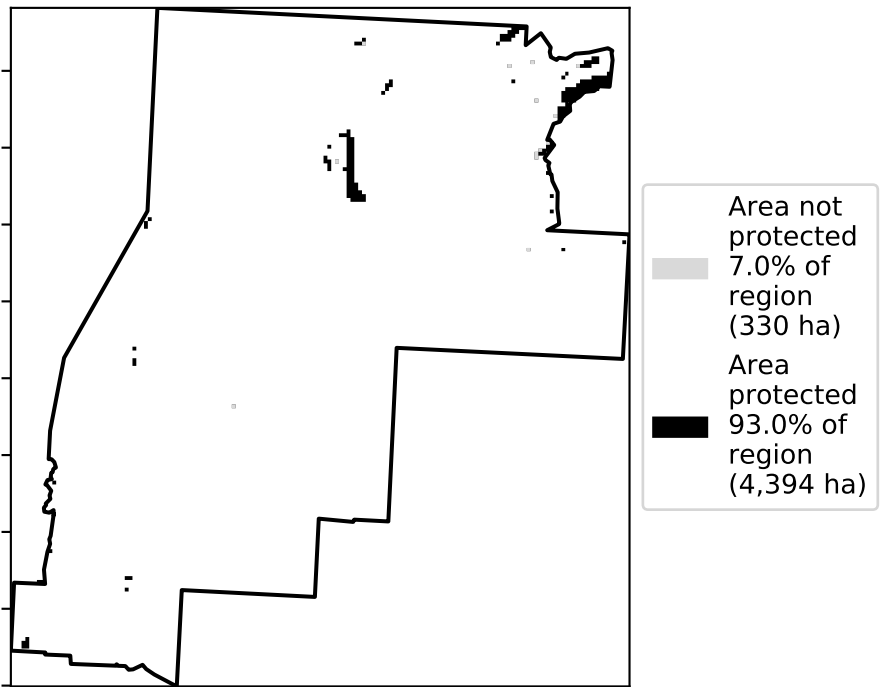 Area not
protected
7.0% of
region
(330 ha)
Area
protected
93.0% of
region
(4,394 ha)